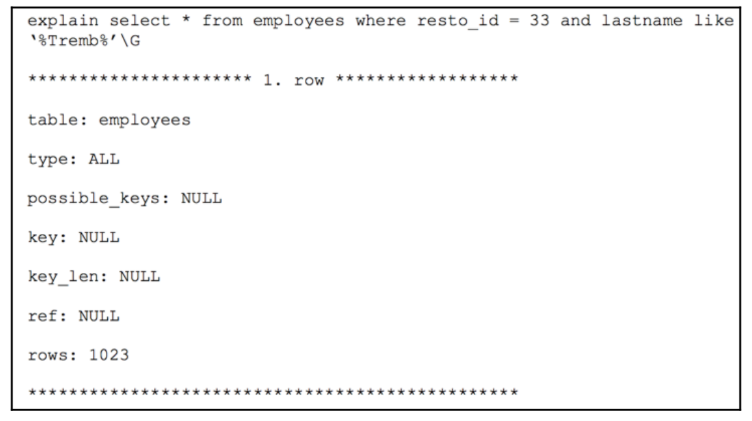 explain select * from employees where resto_id = 33 and lastname like
‘%Tremb%’\G
*********************** 1. row ******************
table: employees
type: ALL
possible_keys: NULL
key: NULL
key_len: NULL
ref: NULL
rows: 1023
************************************************